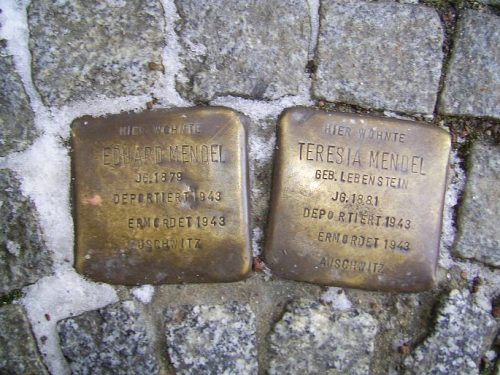 HIER WOHNTE
EDUARD MENDEL
JG. 1879
DEPORTIERT 1943
ERMORDET 1943
AUSCHWITZ
HIER WOHNTE
TERESIA MENDEL
GEB. LEBENSTEIN
JG. 1881
DEPORTIERT 1943
ERMORDET 1943
AUSCHWITZ